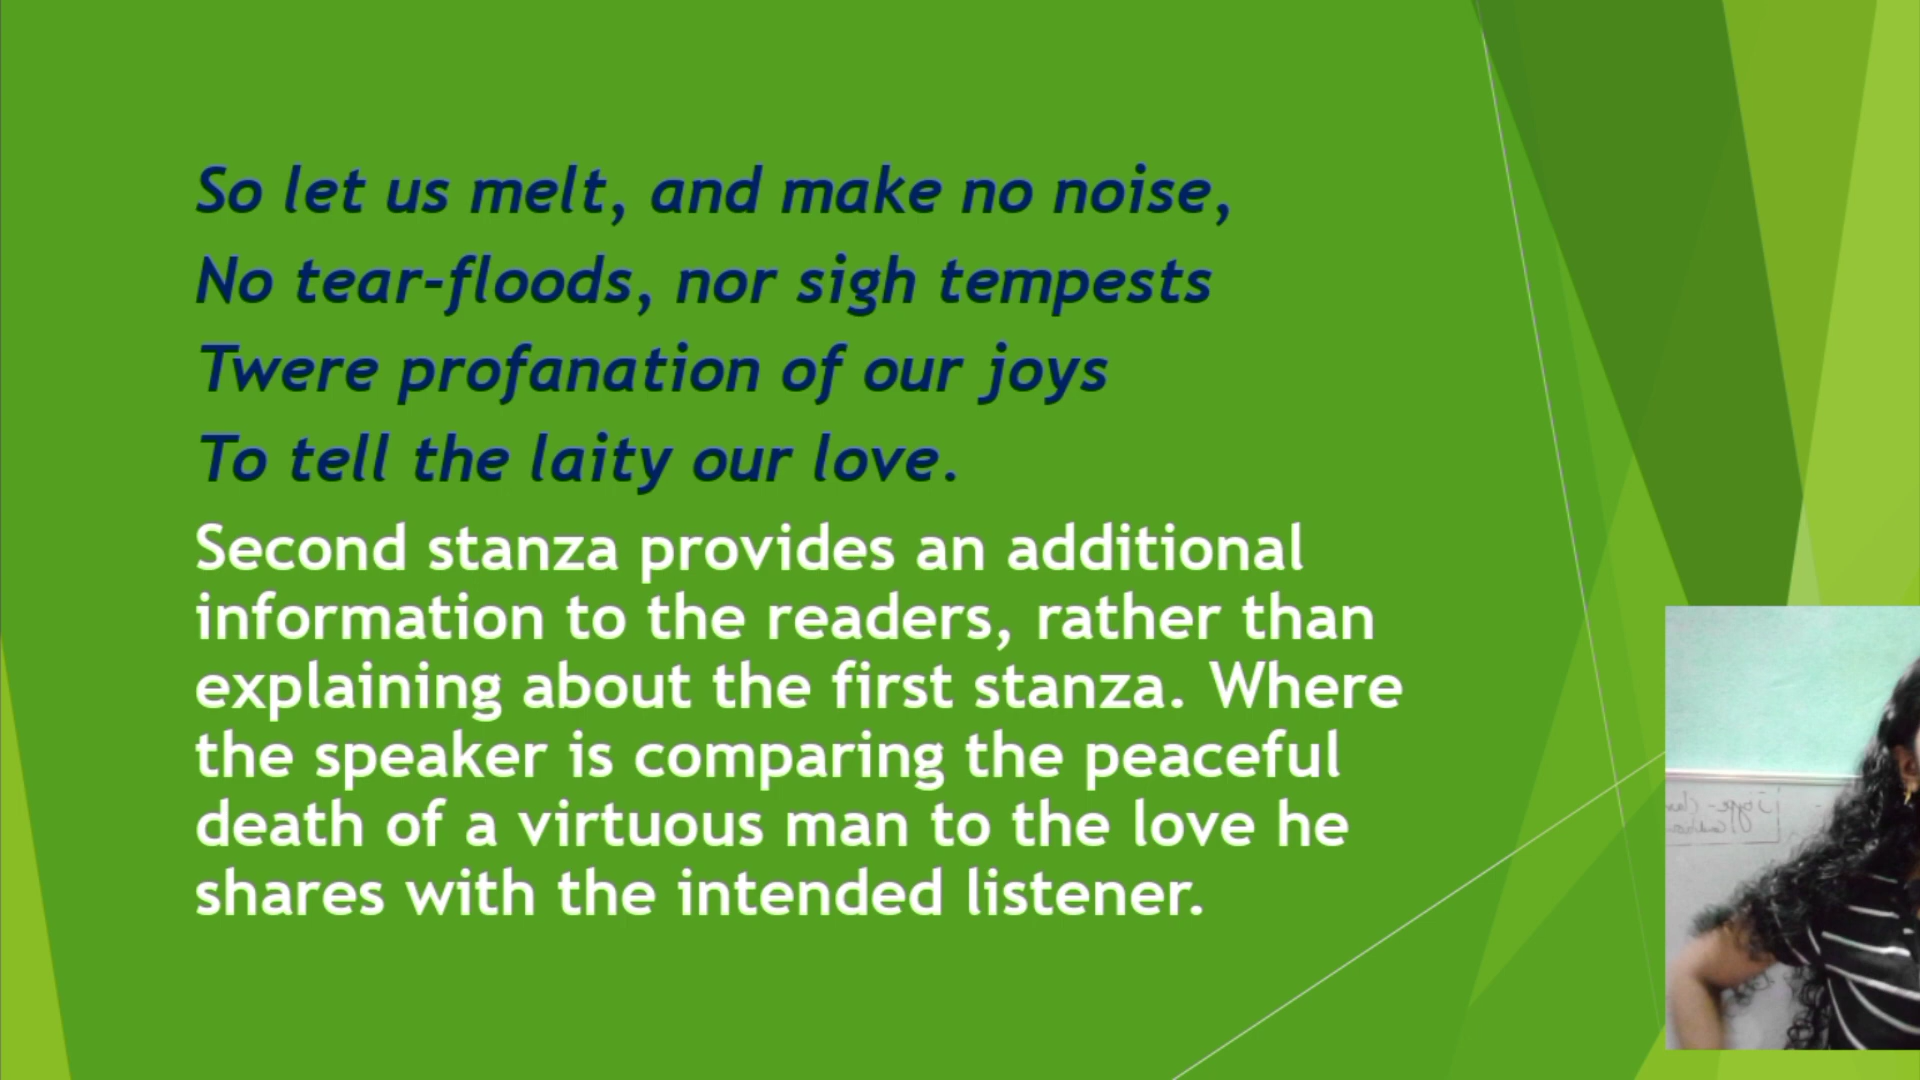 So let us melt, and make no noise,
No tear-floods, nor sigh tempests
Twere profanation of our joys
To tell the laity our love.
Second stanza provides an additional
information to the readers, rather than
explaining about the first stanza. Where
the speaker is comparing the peaceful
death of a virtuous man to the love he
shares with the intended listener.